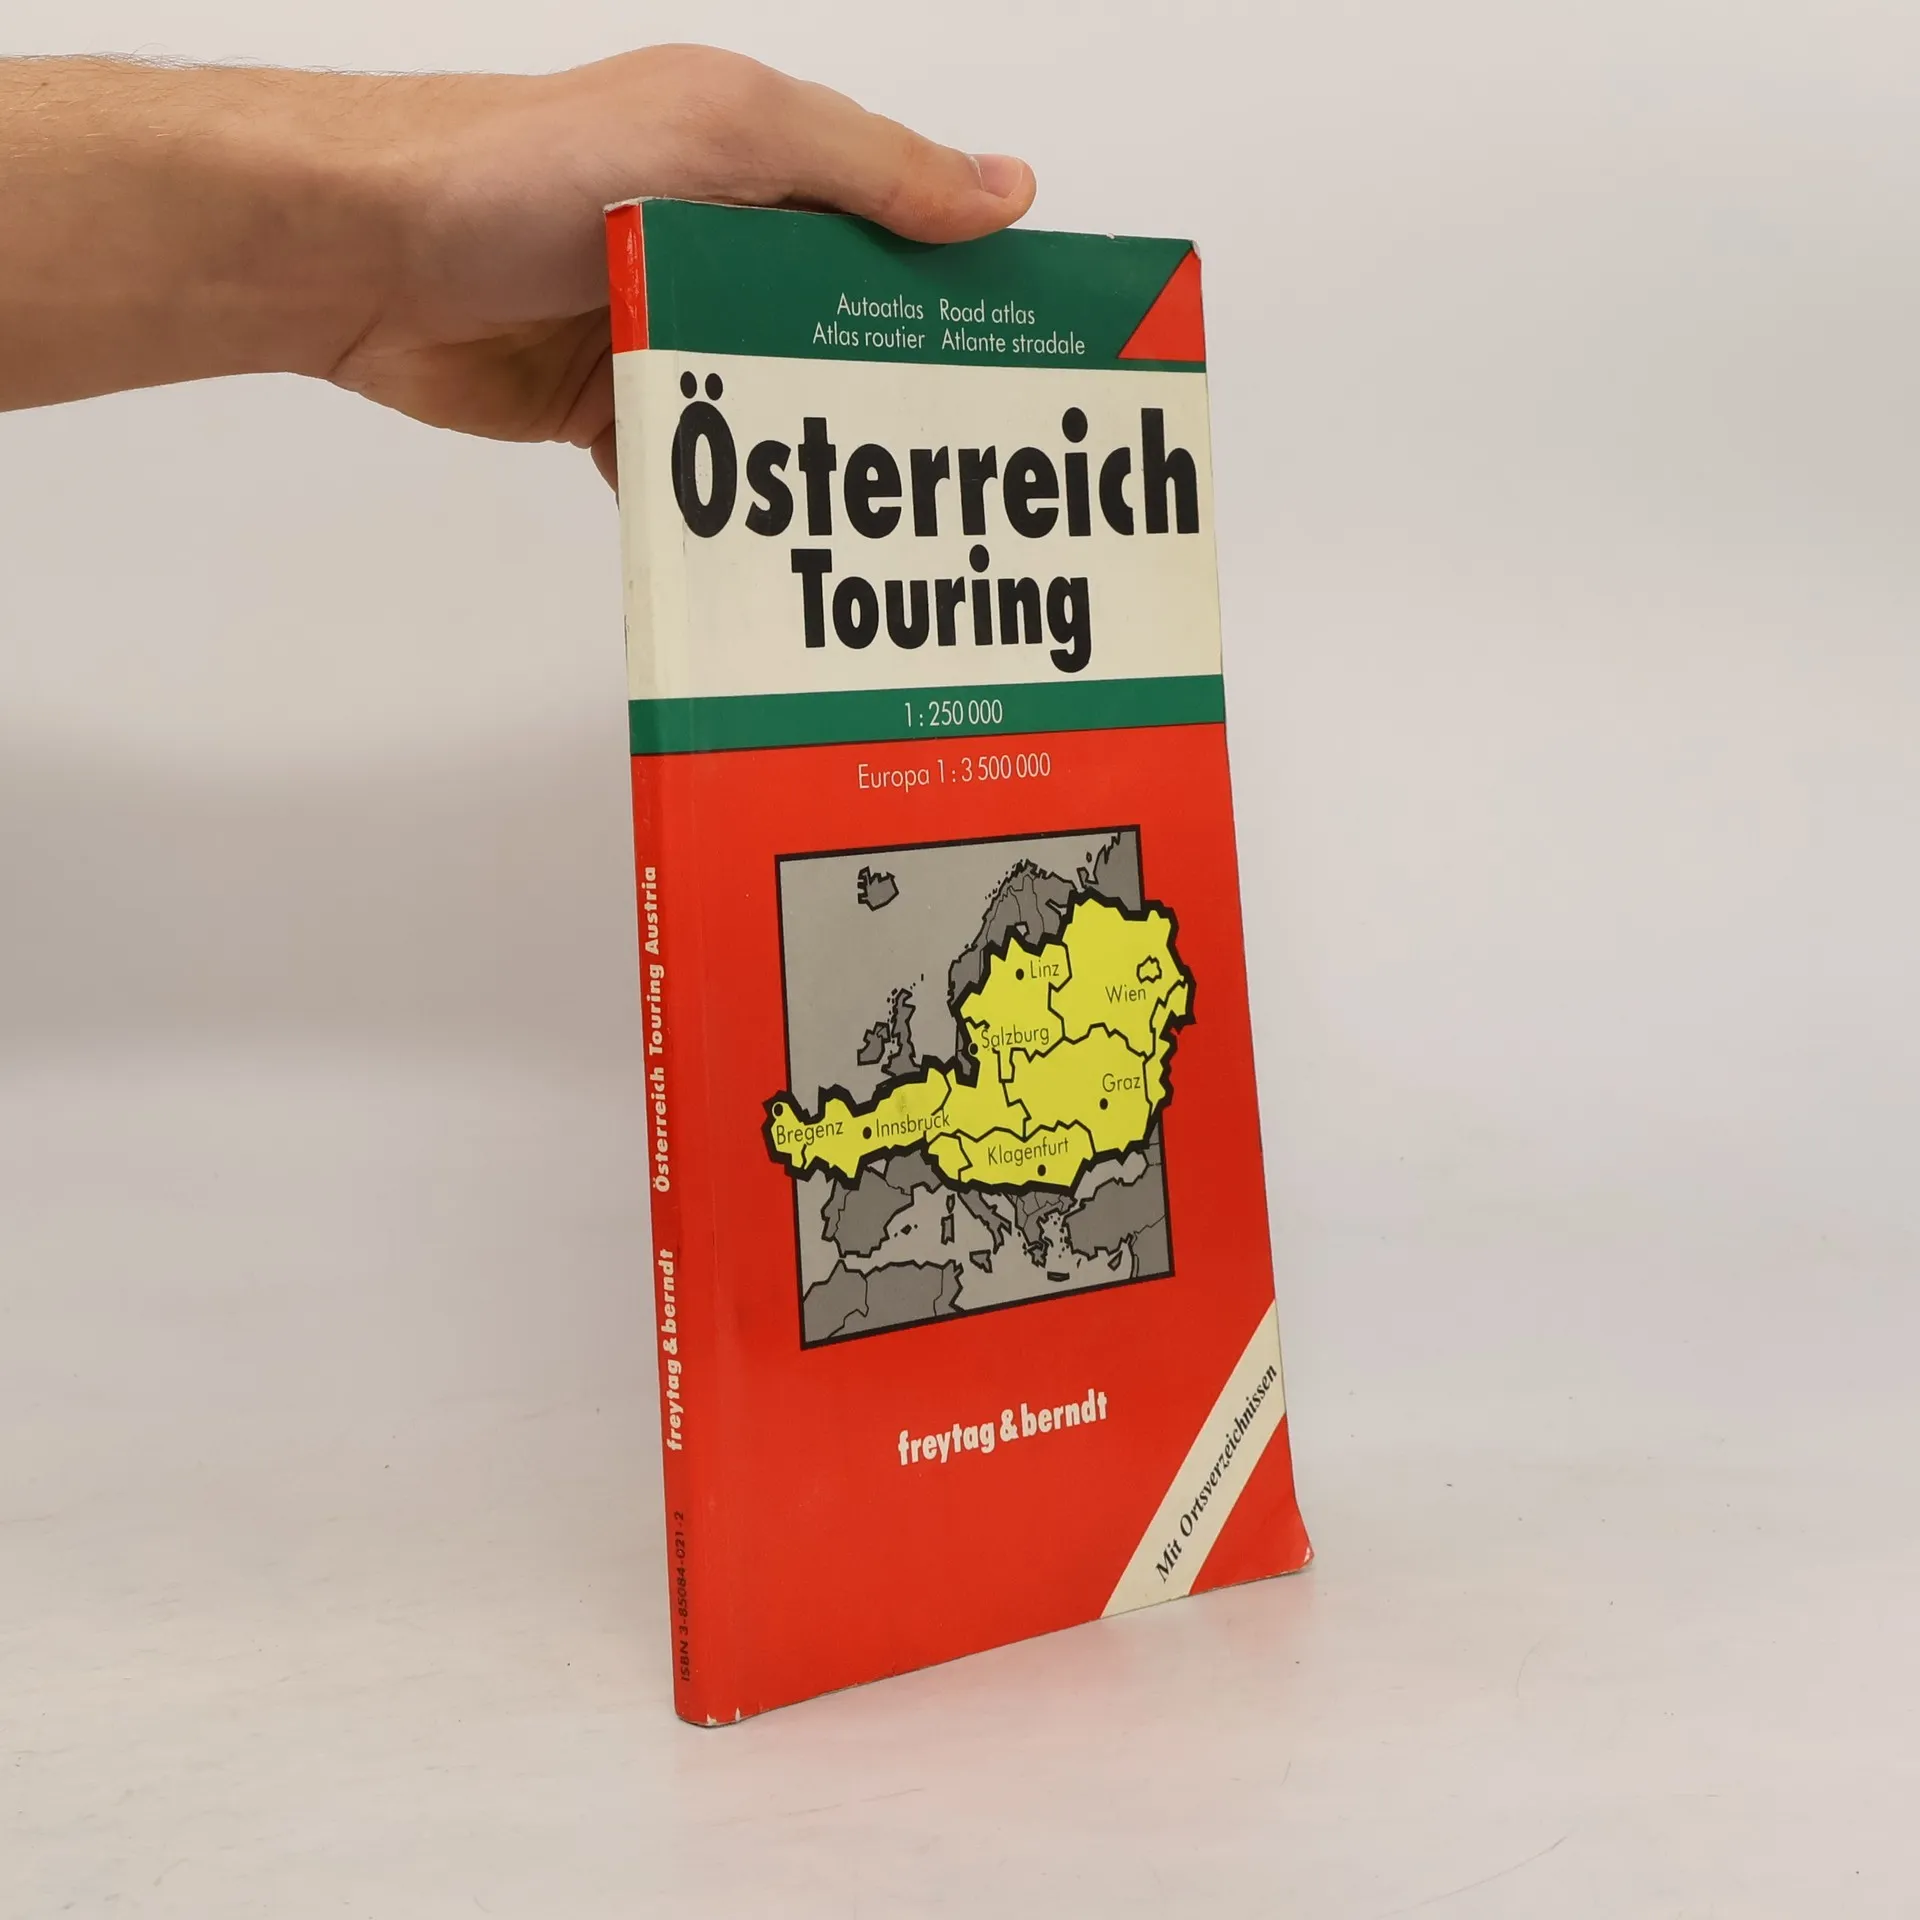 Autoatlas Road atlas
Atlas routier Atlante stradale
Österreich
Touring
1 : 250 000
Europa 1 : 3 500 000
Linz
Wien
Salzburg
Graz
Bregenz
Innsbruck
Klagenfurt
freytag & berndt
Mit Ortsverzeichnissen
Österreich Touring Austria
freytag & berndt
ISBN 3-85084-021-2